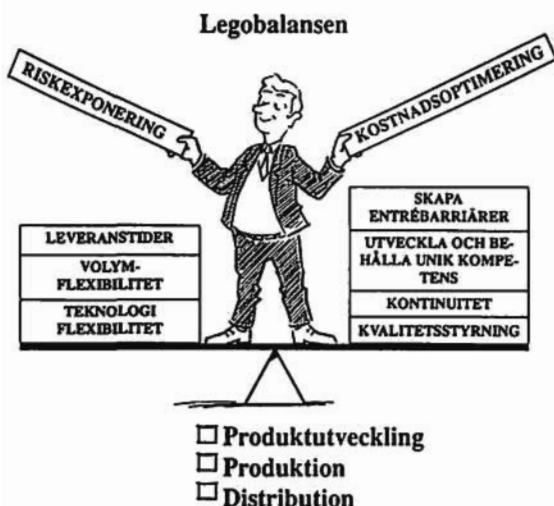 Legobalansen
RISKEXPONERING
KOSTNADSOPTIMERING
LEVERANSTIDER
VOLYM-
FLEXIBILITET
TEKNOLOGI
FLEXIBILITET
SKAPA
ENTRÉBARRIÄRER
UTVECKLA OCH BE-
HÅLLA UNIK KOMPE-
TENS
KONTINUITET
KVALITETSSTYRNING
Produktutveckling
Produktion
Distribution